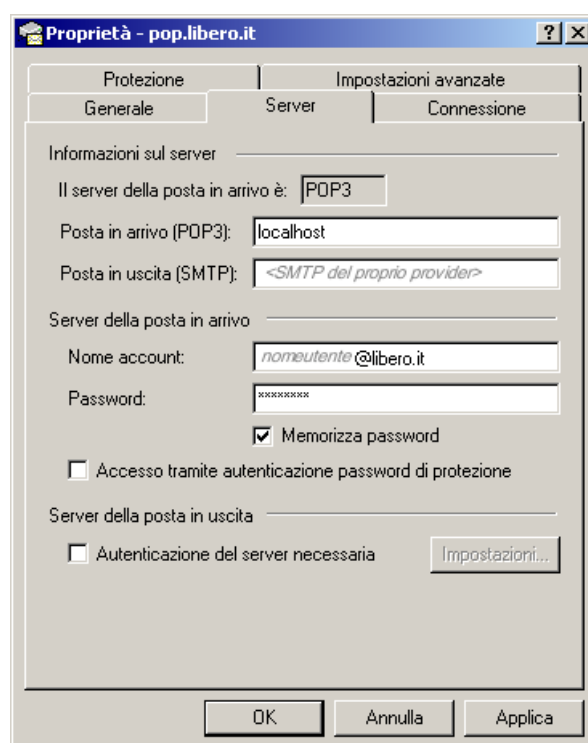 Proprietà - pop.libero.it
Protezione Impostazioni avanzate
Generale Server Connessione
Informazioni sul server
Il server della posta in arrivo è: POP3
Posta in arrivo (POP3): localhost
Posta in uscita (SMTP): <SMTP del proprio provider>
Server della posta in arrivo
Nome account: nomeutente@libero.it
Password: ********
Memorizza password
Accesso tramite autenticazione password di protezione
Server della posta in uscita
Autenticazione del server necessaria Impostazioni...
OK Annulla Applica